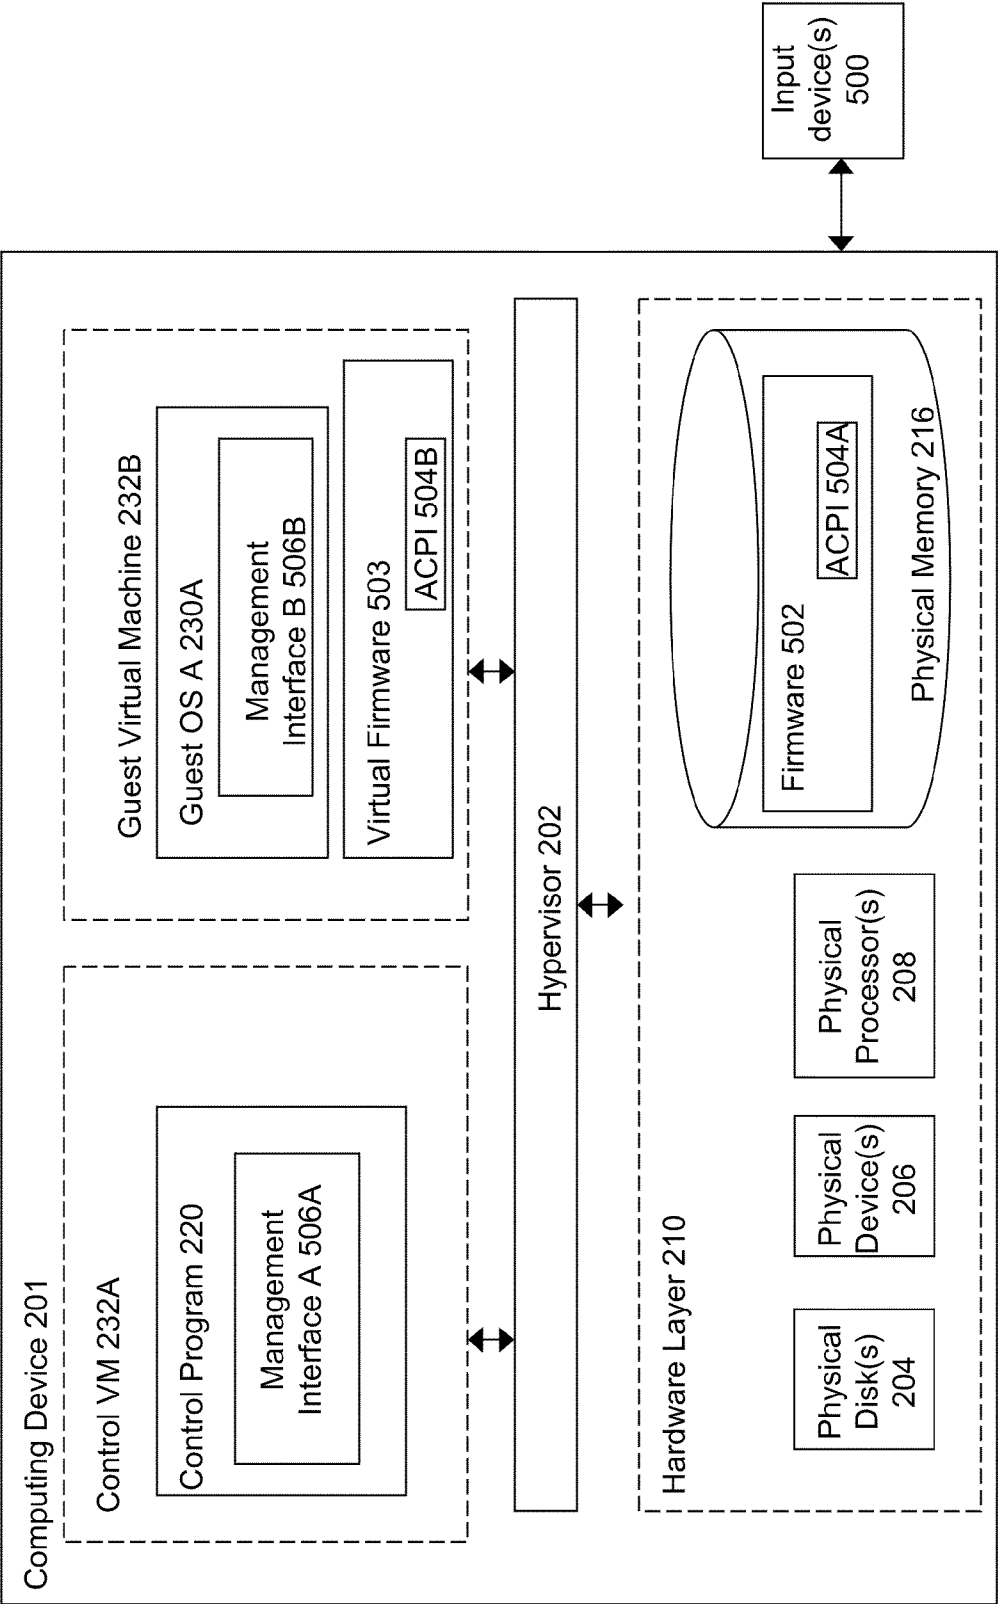 Computing Device 201
Control VM 232A
Control Program 220
Management
Interface A 506A
Guest Virtual Machine 232B
Guest OS A 230A
Management
Interface B 506B
Virtual Firmware 503
ACPI 504B
Hypervisor 202
Hardware Layer 210
Physical
Disk(s)
204
Physical
Device(s)
206
Physical
Processor(s)
208
Firmware 502
ACPI 504A
Physical Memory 216
Input
device(s)
500